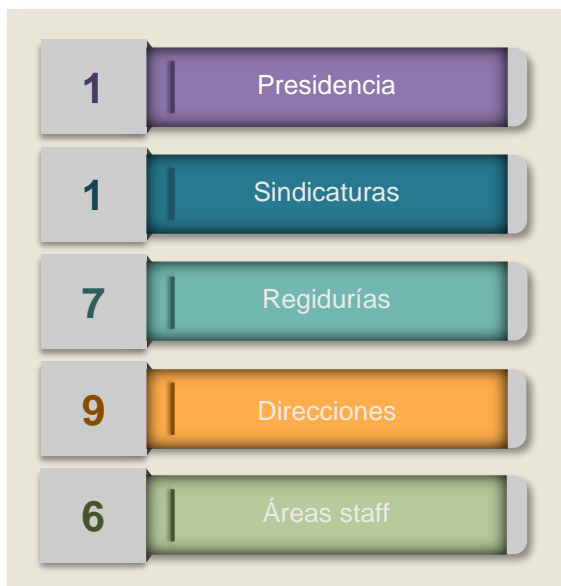 1 Presidencia
1 Sindicaturas
7 Regidurías
9 Direcciones
6 Áreas staff